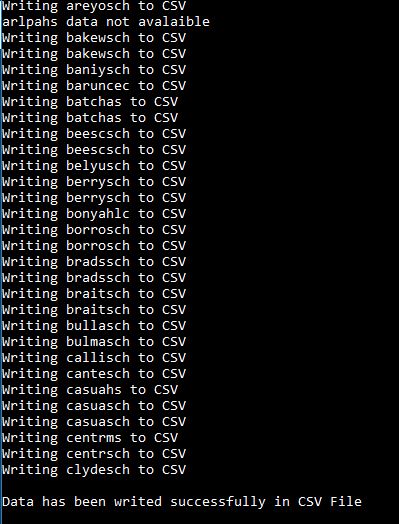 Writing areyosch to CSV
arlpahs data not avalaible
Writing bakewsch to CSV
Writing bakewsch to CSV
Writing baniysch to CSV
Writing baruncec to CSV
Writing batchas to CSV
Writing batchas to CSV
Writing beescsch to CSV
Writing beescsch to CSV
Writing belyusch to CSV
Writing berrysch to CSV
Writing berrysch to CSV
Writing bonyahlc to CSV
Writing borrosch to CSV
Writing borrosch to CSV
Writing bradssch to CSV
Writing bradssch to CSV
Writing braitsch to CSV
Writing braitsch to CSV
Writing bullasch to CSV
Writing bulmasch to CSV
Writing callisch to CSV
Writing cantesch to CSV
Writing casuahs to CSV
Writing casuasch to CSV
Writing casuasch to CSV
Writing centrms to CSV
Writing centrsch to CSV
Writing clydesch to CSV
Data has been writed successfully in CSV File